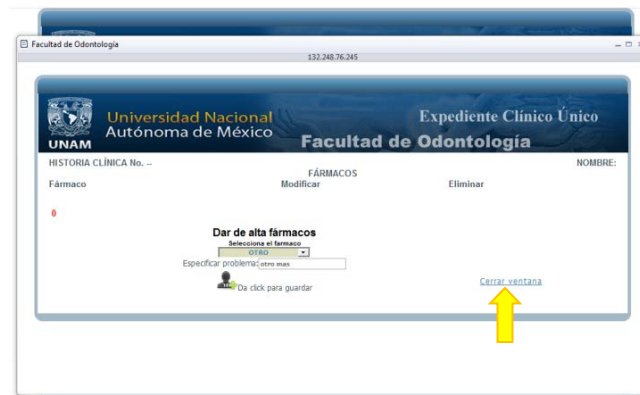 Facultad de Odontología
132.248.76.245
Universidad Nacional
Autónoma de México
UNAM
Expediente Clínico Único
Facultad de Odontología
HISTORIA CLÍNICA No. --
NOMBRE:
FÁRMACOS
Fármaco Modificar Eliminar
0
Dar de alta fármacos
Selecciona el farmaco
OTRO
Especificar problema: otro mas
Da click para guardar
Cerrar ventana